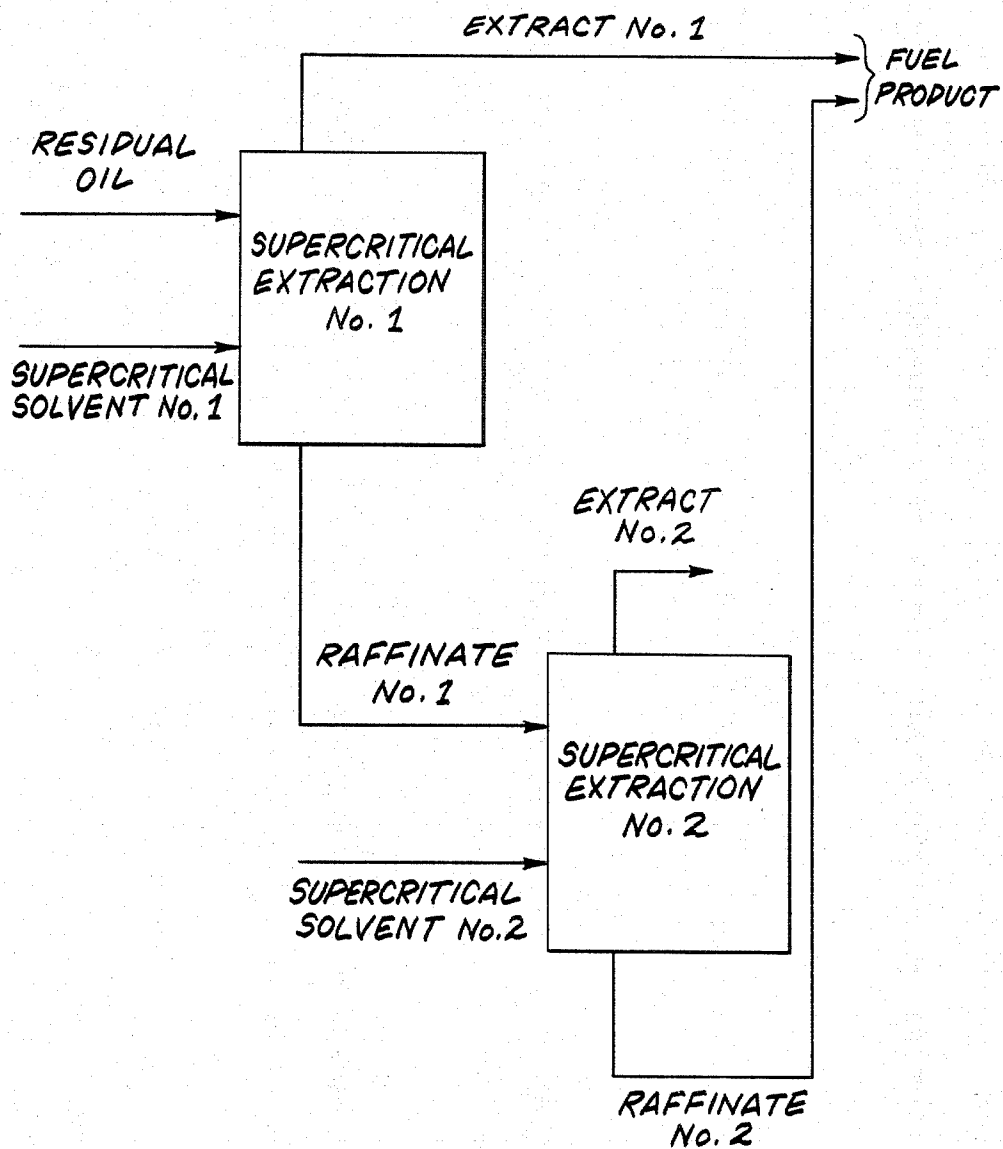 EXTRACT No. 1
FUEL
PRODUCT
RESIDUAL
OIL
SUPERCRITICAL
EXTRACTION
No. 1
SUPERCRITICAL
SOLVENT No. 1
EXTRACT
No. 2
RAFFINATE
No. 1
SUPERCRITICAL
EXTRACTION
No. 2
SUPERCRITICAL
SOLVENT No. 2
RAFFINATE
No. 2